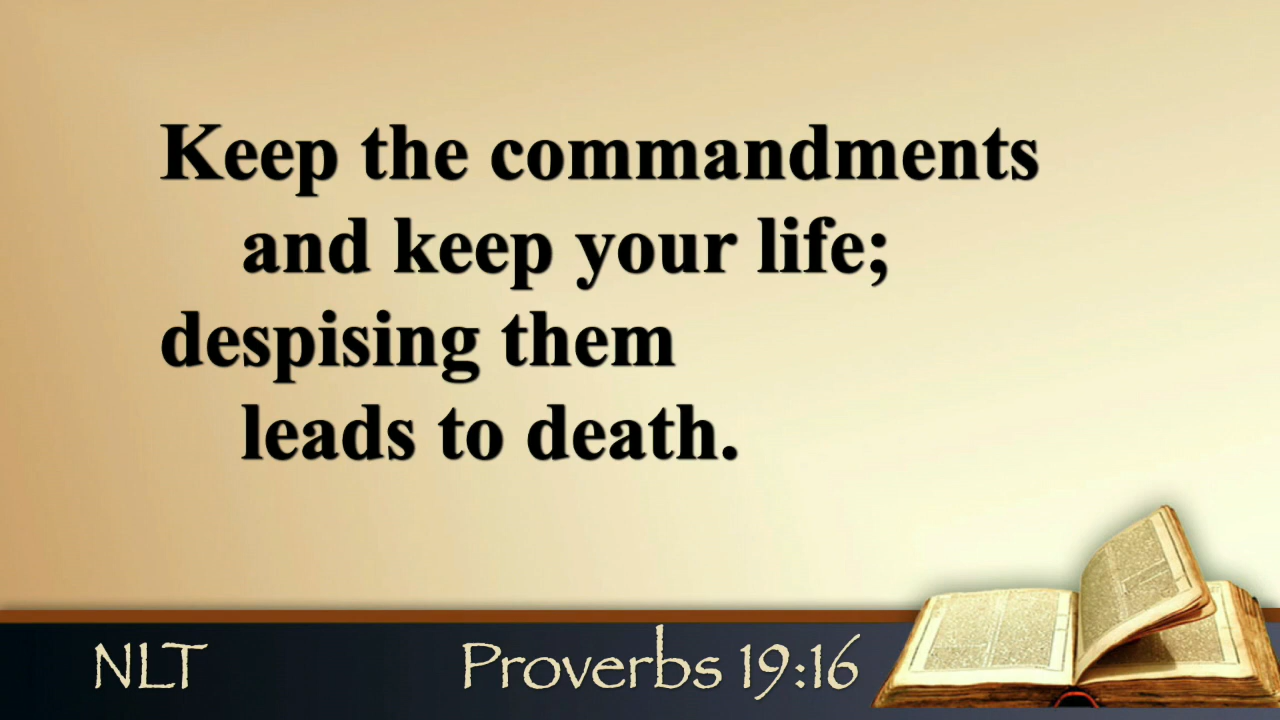 Keep the commandments
and keep your life;
despising them
leads to death.
NLT Proverbs 19:16